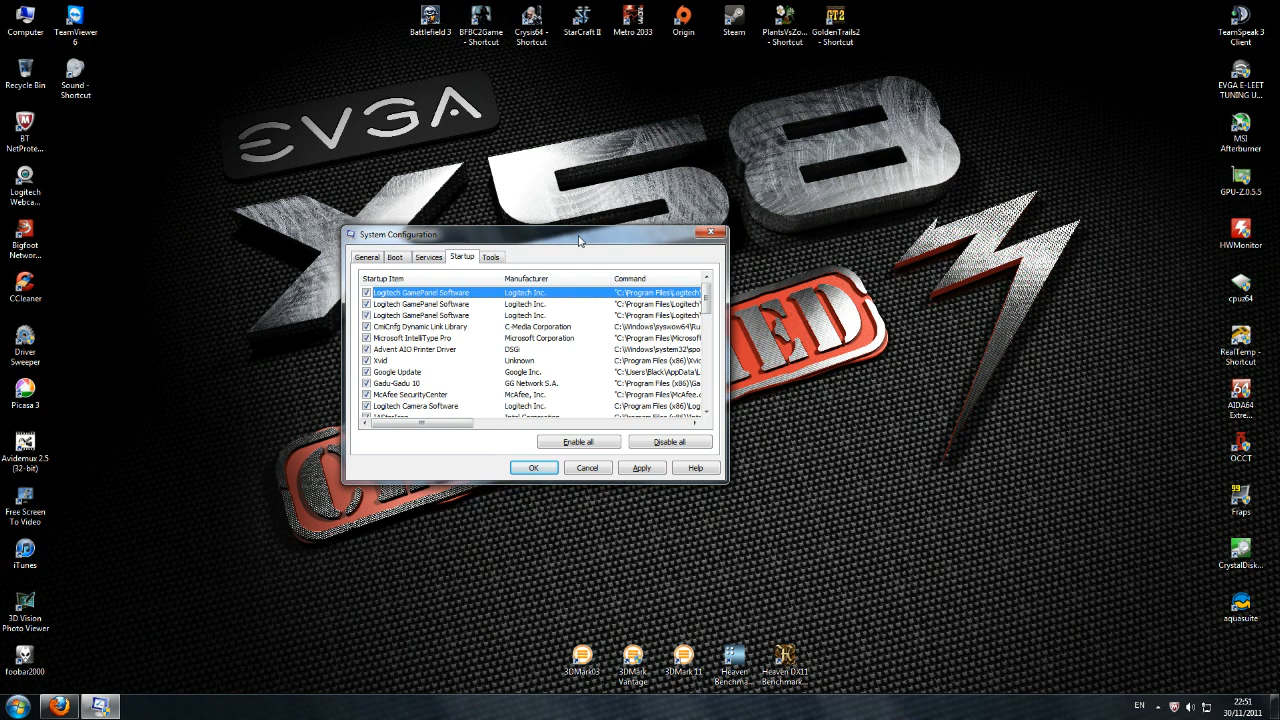 Computer
TeamViewer
6
Battlefield 3
BFBC2Game
- Shortcut
Crysis64 -
Shortcut
StarCraft II
Metro 2033
Origin
Steam
PlantsVsZo...
- Shortcut
GoldenTrails2
- Shortcut
TeamSpeak 3
Client
Recycle Bin
Sound -
Shortcut
EVGA E-LEET
TUNING U...
EVGA
X58
BT
NetProte...
MSI
Afterburner
Logitech
Webca...
GPU-Z.0.5.5
Bigfoot
Networ...
HWMonitor
CCleaner
cpuz64
Driver
Sweeper
RealTemp -
Shortcut
Picasa 3
AIDA64
Extre...
Avidemux 2.5
(32-bit)
OCCT
Free Screen
To Video
99
Fraps
iTunes
CrystalDisk...
3D Vision
Photo Viewer
aquasuite
foobar2000
System Configuration
General Boot Services Startup Tools
Startup Item Manufacturer Command
Logitech GamePanel Software Logitech Inc. "C:\Program Files\Logitech\
Logitech GamePanel Software Logitech Inc. "C:\Program Files\Logitech\
Logitech GamePanel Software Logitech Inc. "C:\Program Files\Logitech\
CmiCnfg Dynamic Link Library C-Media Corporation C:\Windows\syswow64\Ru
Microsoft IntelliType Pro Microsoft Corporation "C:\Program Files\Microsof
Advent AIO Printer Driver DSGi C:\Windows\system32\spo
Xvid Unknown C:\Program Files (x86)\Xvi
Google Update Google Inc. "C:\Users\Black\AppData\L
Gadu-Gadu 10 GG Network S.A. "C:\Program Files (x86)\Ga
McAfee SecurityCenter McAfee, Inc. "C:\Program Files\McAfee.c
Logitech Camera Software Logitech Inc. "C:\Program Files (x86)\Log
Enable all Disable all
OK Cancel Apply Help
3DMark03
3DMark
Vantage
3DMark 11
Heaven
Benchma...
Heaven DX11
Benchmark...
EN
22:51
30/11/2011